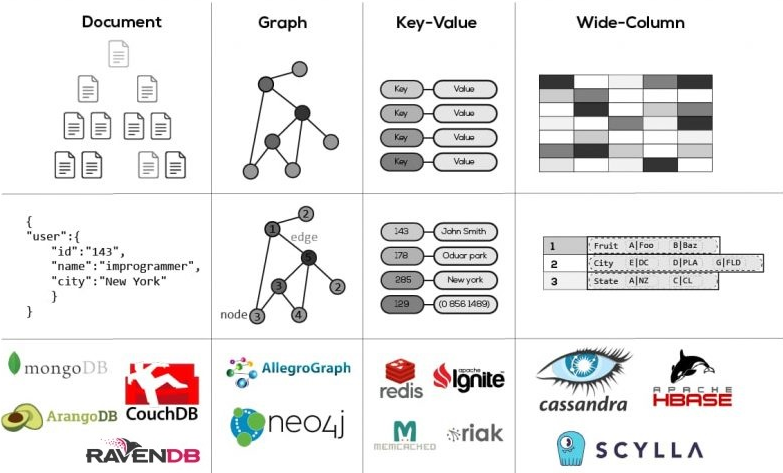 Document
Graph
Key-Value
Wide-Column
Key Value
Key Value
Key Value
Key Value
{
"user":{
"id":"143",
"name":"improgrammer",
"city":"New York"
}
}
2
1
edge
5
3
2
node 3
4
143 John Smith
178 Oduar park
285 New york
129 (0 856 1489)
1 Fruit A|Foo B|Baz
2 City E|DC D|PLA G|FLD
3 State A|NZ C|CL
mongoDB
ArangoDB
CouchDB
RAVENDB
AllegroGraph
neo4j
redis
apache
Ignite
MEMCACHED
riak
cassandra
APACHE
HBASE
SCYLLA